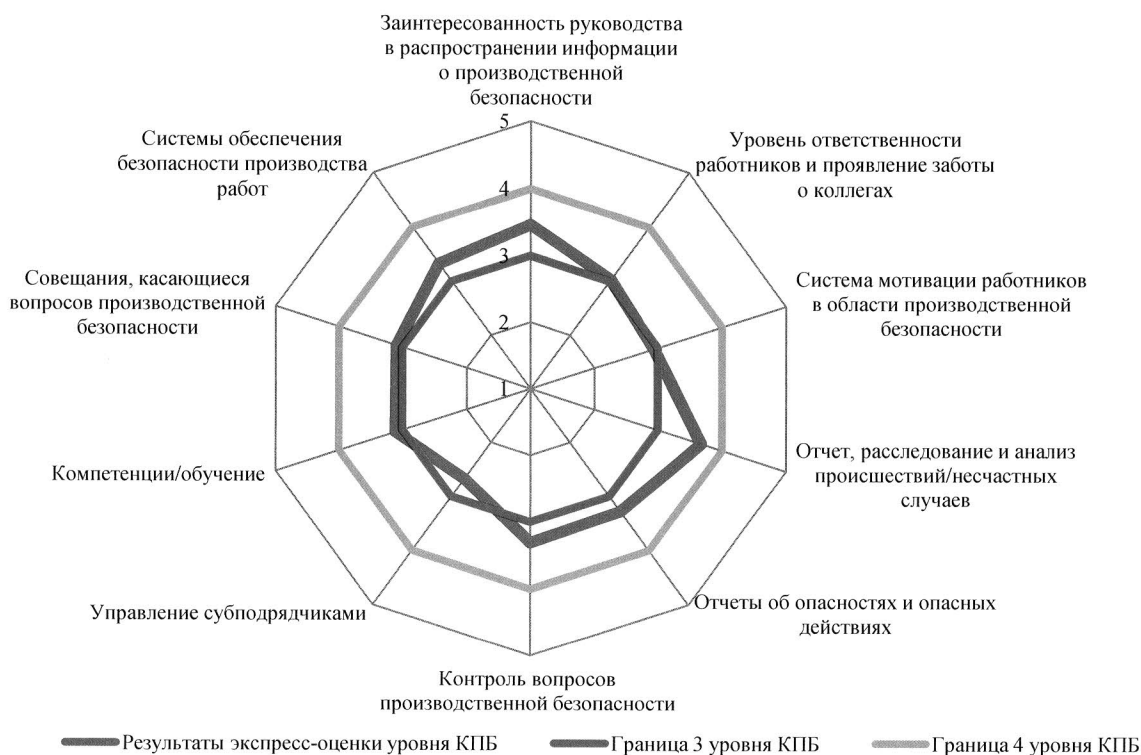 Заинтересованность руководства
в распространении информации
о производственной
безопасности
5
4
3
2
1
Уровень ответственности
работников и проявление заботы
о коллегах
Система мотивации работников
в области производственной
безопасности
Отчет, расследование и анализ
происшествий/несчастных
случаев
Отчеты об опасностях и опасных
действиях
Контроль вопросов
производственной безопасности
Управление субподрядчиками
Компетенции/обучение
Совещания, касающиеся
вопросов производственной
безопасности
Системы обеспечения
безопасности производства
работ
Результаты экспресс-оценки уровня КПБ
Граница 3 уровня КПБ
Граница 4 уровня КПБ